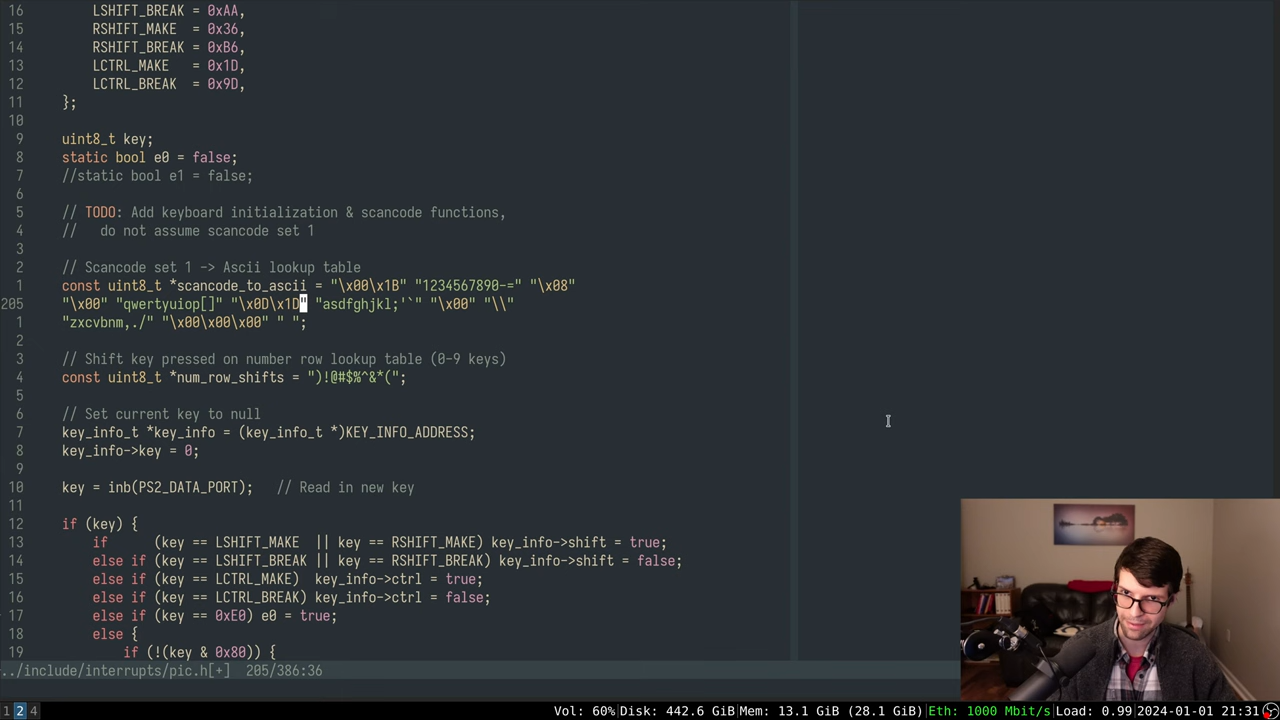 16 LSHIFT_BREAK = 0xAA,
15 RSHIFT_MAKE = 0x36,
14 RSHIFT_BREAK = 0xB6,
13 LCTRL_MAKE = 0x1D,
12 LCTRL_BREAK = 0x9D,
11 };
10
9 uint8_t key;
8 static bool e0 = false;
7 //static bool e1 = false;
6
5 // TODO: Add keyboard initialization & scancode functions,
4 // do not assume scancode set 1
3
2 // Scancode set 1 -> Ascii lookup table
1 const uint8_t *scancode_to_ascii = "\x00\x1B" "1234567890-=" "\x08"
205 "\x00" "qwertyuiop[]" "\x0D\x1D" "asdfghjkl;'`" "\x00" "\\"
1 "zxcvbnm,./" "\x00\x00\x00" " ";
2
3 // Shift key pressed on number row lookup table (0-9 keys)
4 const uint8_t *num_row_shifts = ")!@#$%^&*(";
5
6 // Set current key to null
7 key_info_t *key_info = (key_info_t *)KEY_INFO_ADDRESS;
8 key_info->key = 0;
9
10 key = inb(PS2_DATA_PORT); // Read in new key
11
12 if (key) {
13 if (key == LSHIFT_MAKE || key == RSHIFT_MAKE) key_info->shift = true;
14 else if (key == LSHIFT_BREAK || key == RSHIFT_BREAK) key_info->shift = false;
15 else if (key == LCTRL_MAKE) key_info->ctrl = true;
16 else if (key == LCTRL_BREAK) key_info->ctrl = false;
17 else if (key == 0xE0) e0 = true;
18 else {
19 if (!(key & 0x80)) {
../include/interrupts/pic.h[+] 205/386:36
1 2 4 Vol: 60%|Disk: 442.6 GiB|Mem: 13.1 GiB (28.1 GiB)|Eth: 1000 Mbit/s|Load: 0.99|2024-01-01 21:31